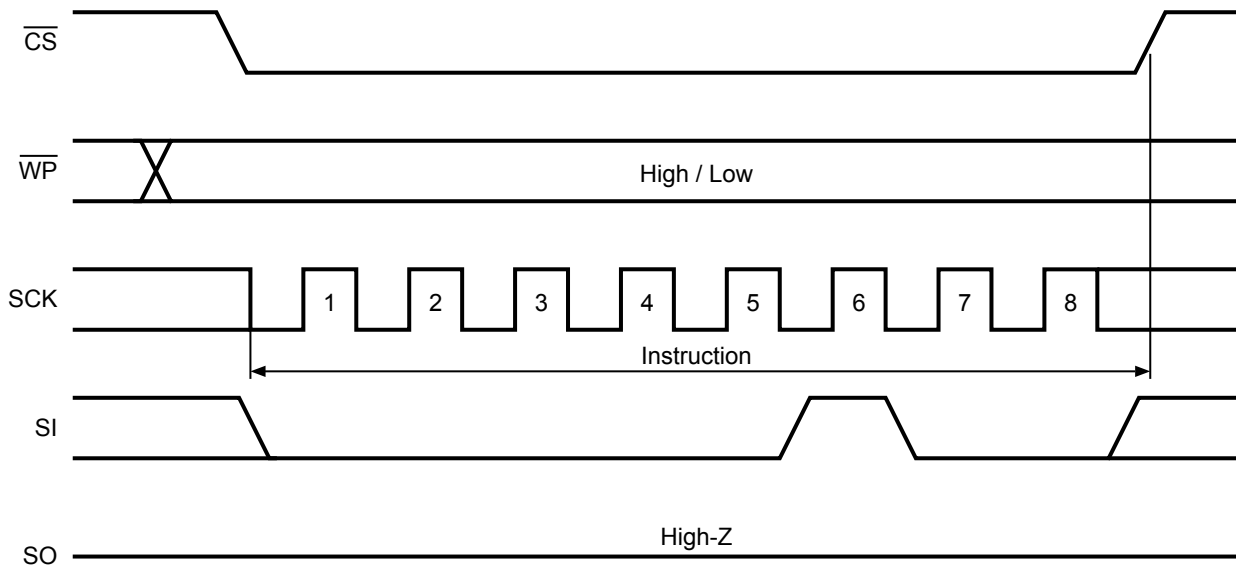 CS
WP
High / Low
SCK
1 2 3 4 5 6 7 8
Instruction
SI
High-Z
SO